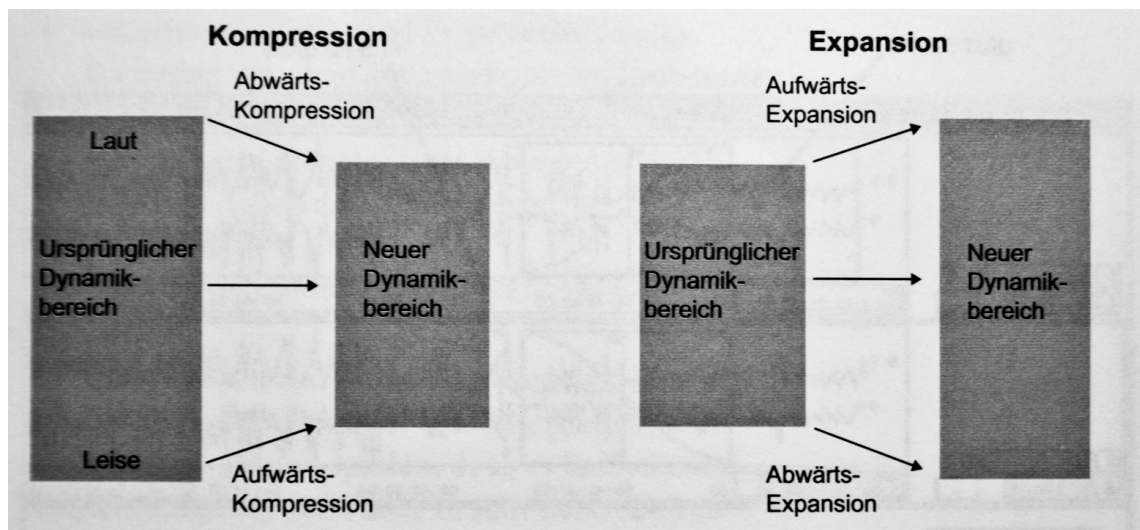 Kompression
Expansion
Abwärts-
Kompression
Aufwärts-
Expansion
Laut
Ursprünglicher
Dynamik-
bereich
Leise
Neuer
Dynamik-
bereich
Ursprünglicher
Dynamik-
bereich
Neuer
Dynamik-
bereich
Aufwärts-
Kompression
Abwärts-
Expansion